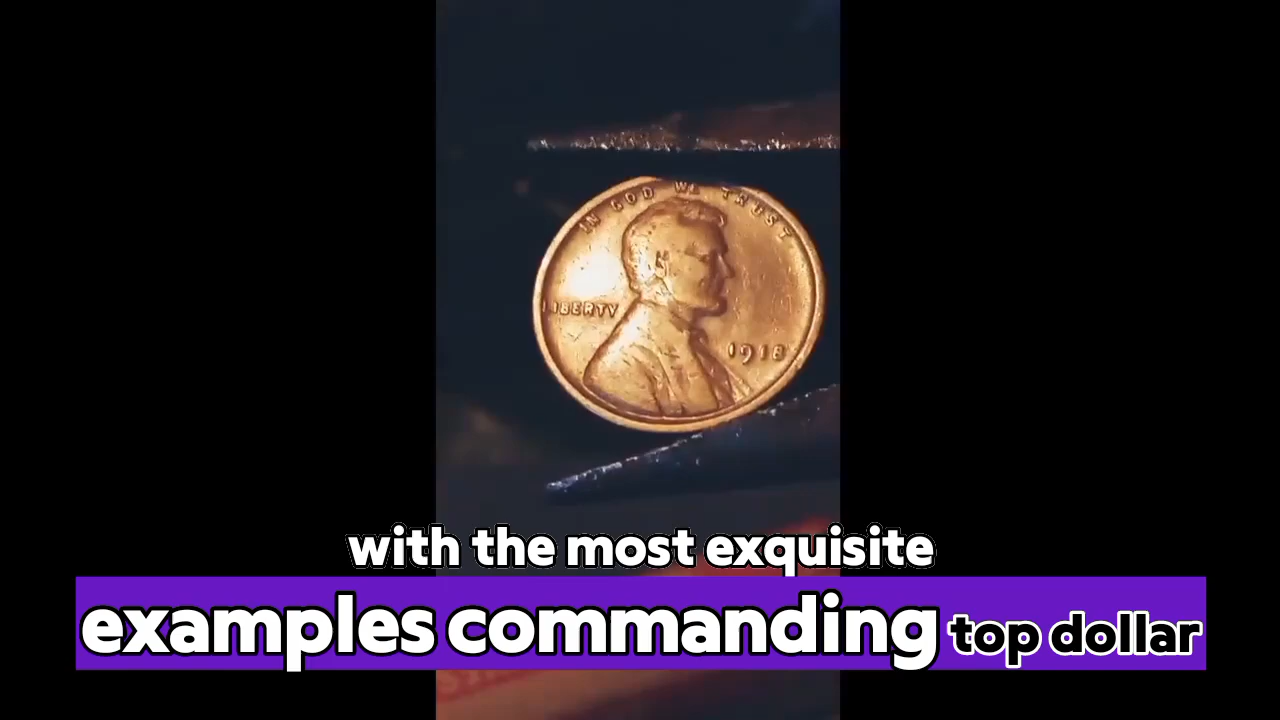 IN GOD WE TRUST
LIBERTY
1918
with the most exquisite
examples commanding top dollar